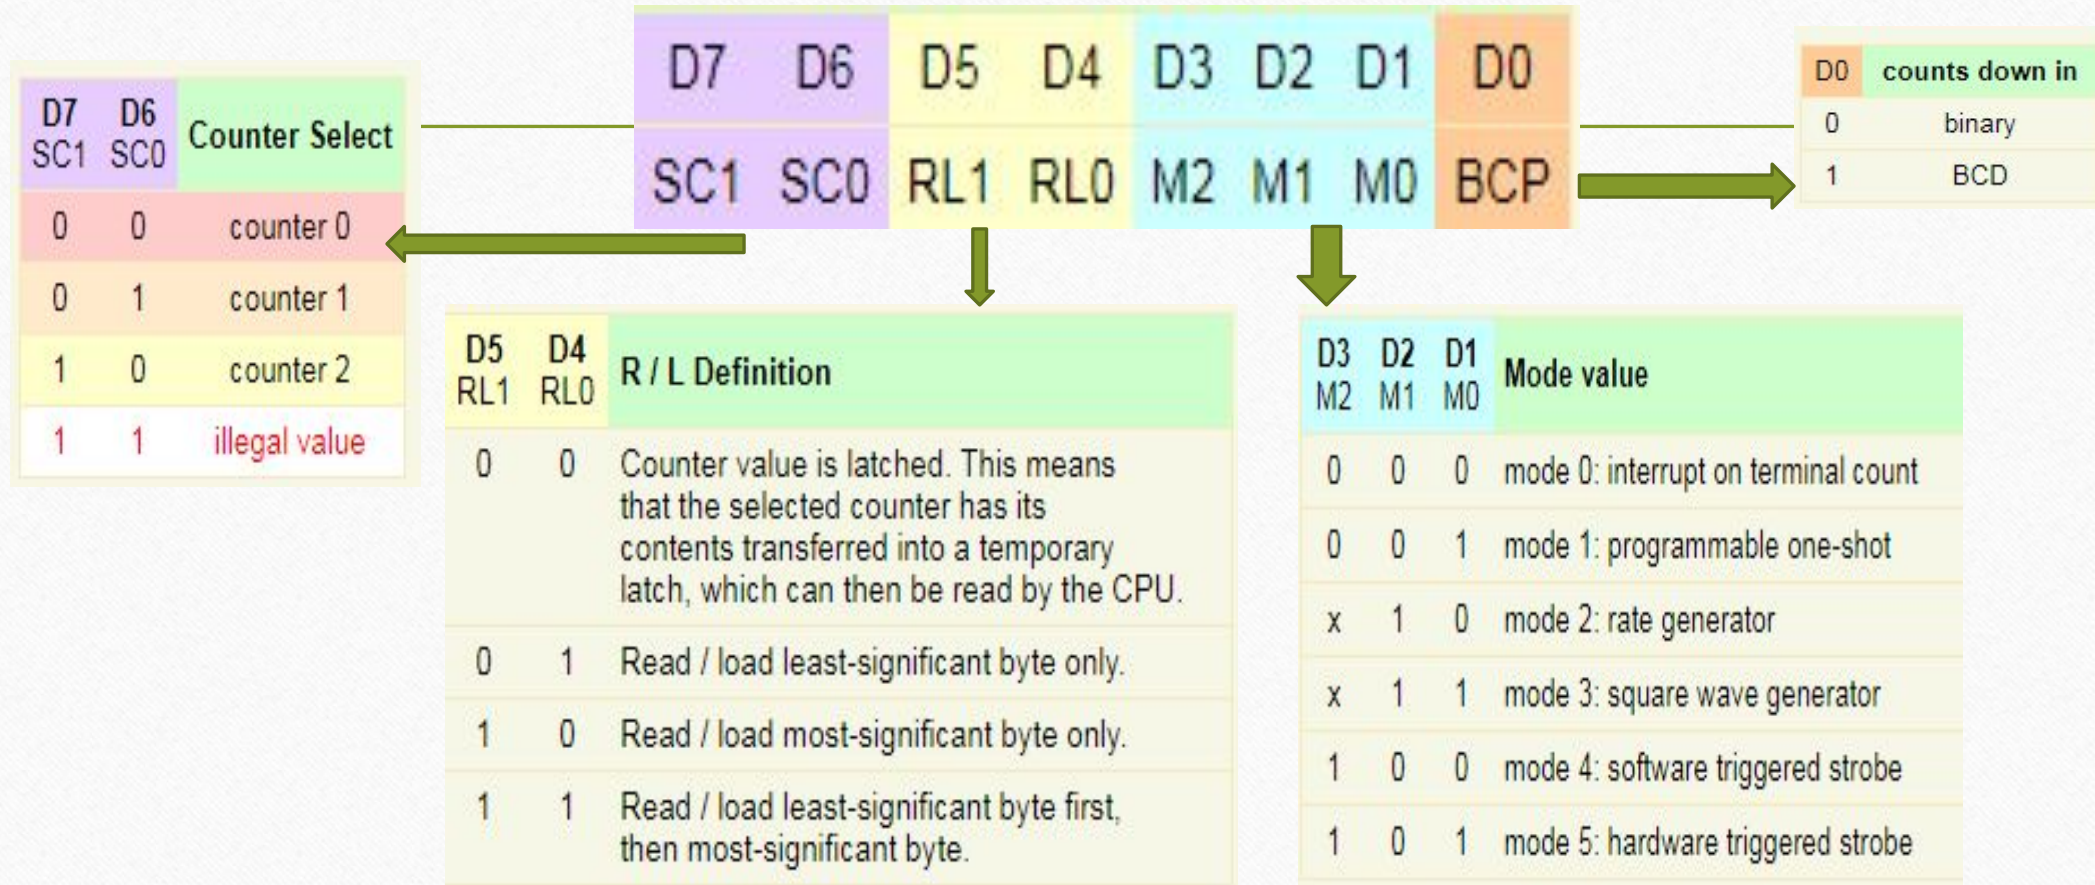 D7 D6 D5 D4 D3 D2 D1 D0
SC1 SC0 RL1 RL0 M2 M1 M0 BCP
D7 D6 Counter Select
SC1 SC0
0 0 counter 0
0 1 counter 1
1 0 counter 2
1 1 illegal value
D0 counts down in
0 binary
1 BCD
D5 D4 R / L Definition
RL1 RL0
0 0 Counter value is latched. This means
that the selected counter has its
contents transferred into a temporary
latch, which can then be read by the CPU.
0 1 Read / load least-significant byte only.
1 0 Read / load most-significant byte only.
1 1 Read / load least-significant byte first,
then most-significant byte.
D3 D2 D1 Mode value
M2 M1 M0
0 0 0 mode 0: interrupt on terminal count
0 0 1 mode 1: programmable one-shot
x 1 0 mode 2: rate generator
x 1 1 mode 3: square wave generator
1 0 0 mode 4: software triggered strobe
1 0 1 mode 5: hardware triggered strobe